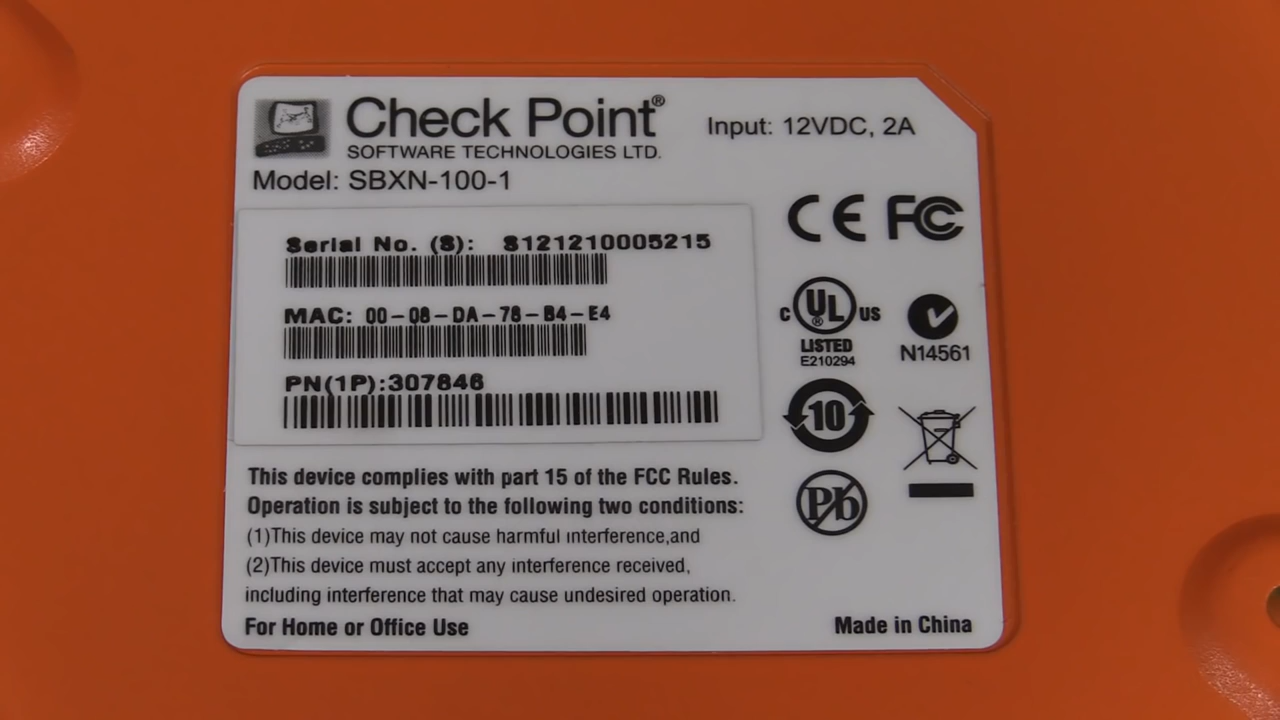 Check Point®
SOFTWARE TECHNOLOGIES LTD.
Input: 12VDC, 2A
Model: SBXN-100-1
CE FC
Serial No. (S): S121210005215
MAC: 00-08-DA-78-B4-E4
PN(1P):307846
C UL® US
LISTED
E210294
N14561
10
Pb
This device complies with part 15 of the FCC Rules.
Operation is subject to the following two conditions:
(1)This device may not cause harmful interference,and
(2)This device must accept any interference received,
including interference that may cause undesired operation.
For Home or Office Use
Made in China